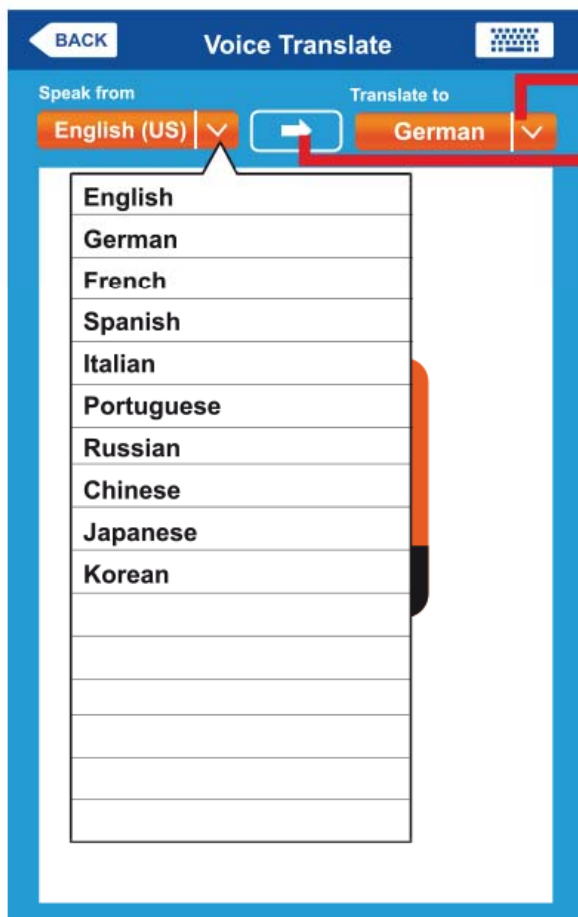 BACK
Voice Translate
Speak from
Translate to
English (US)
German
English
German
French
Spanish
Italian
Portuguese
Russian
Chinese
Japanese
Korean